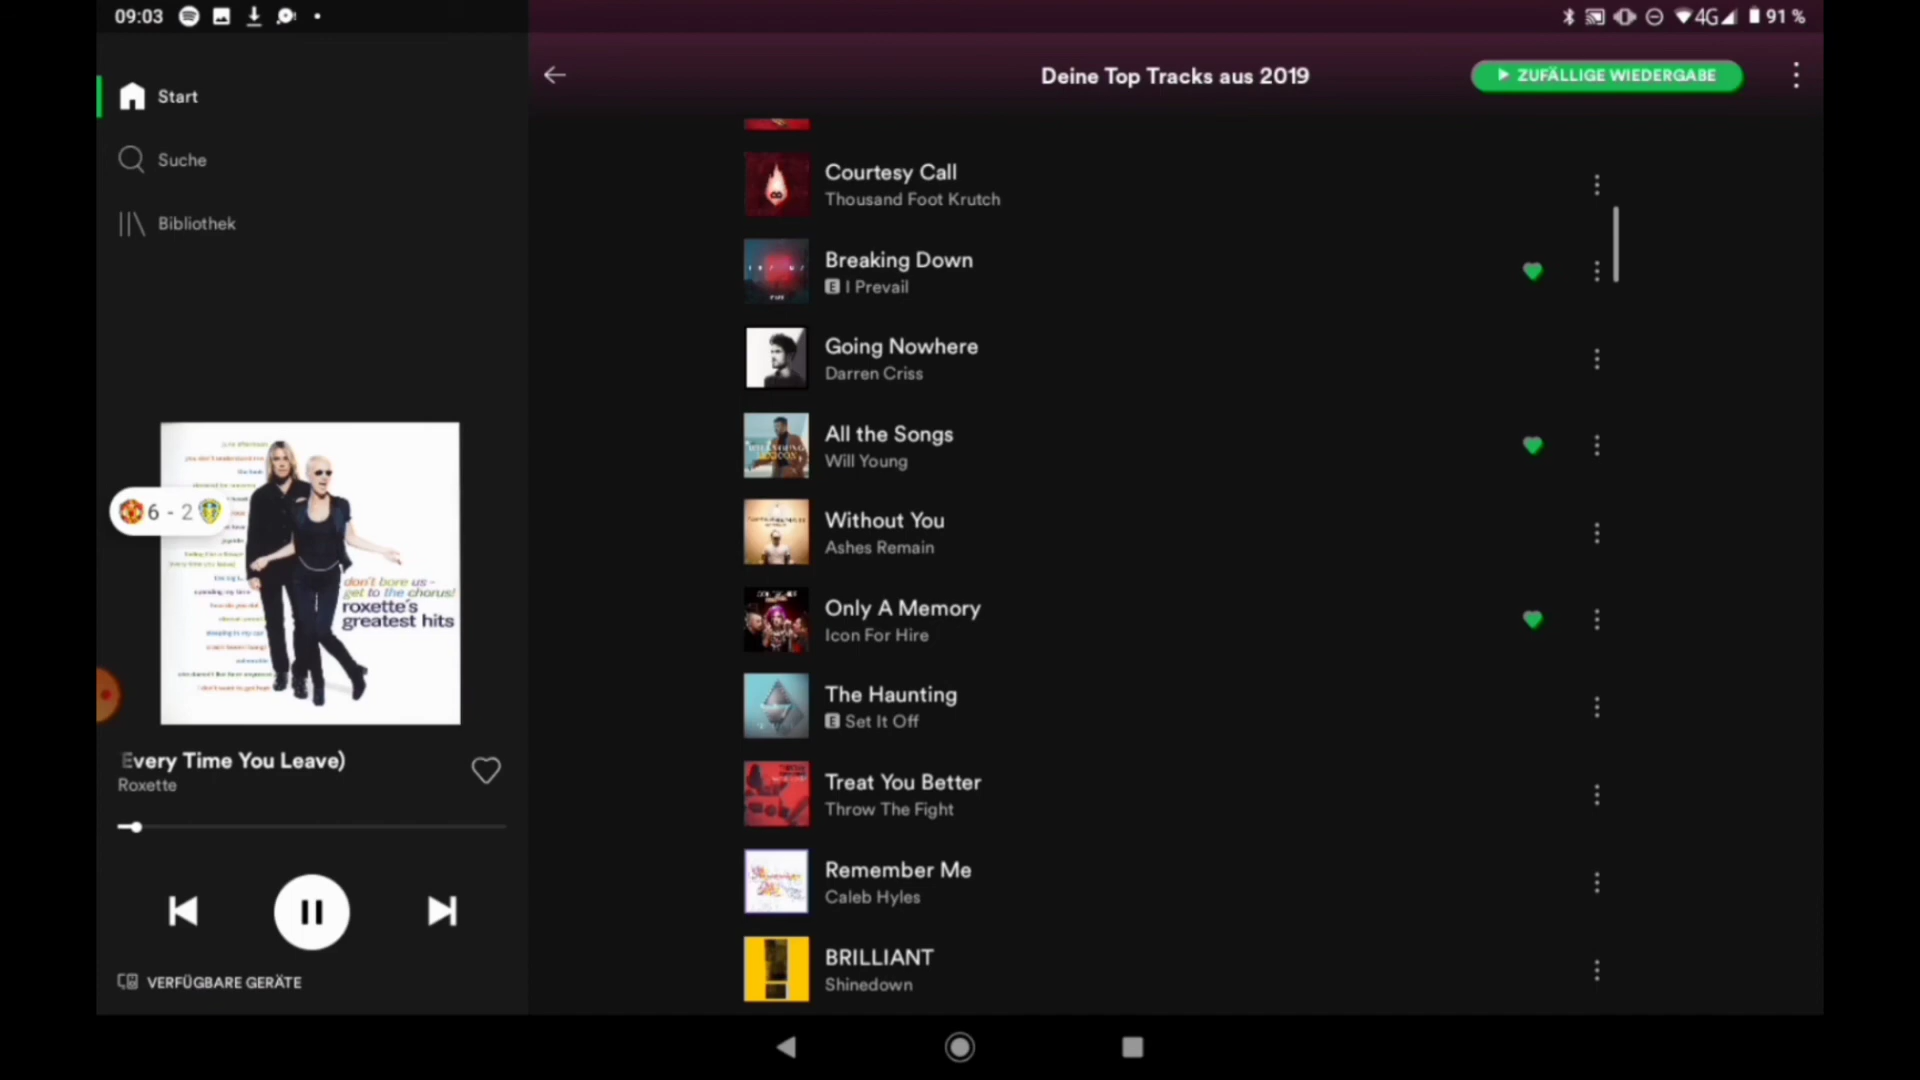 09:03
4G
91 %
Start
Suche
Bibliothek
6 - 2
don't bore us -
get to the chorus!
roxette's
greatest hits
Every Time You Leave)
Roxette
VERFÜGBARE GERÄTE
Deine Top Tracks aus 2019
ZUFÄLLIGE WIEDERGABE
Courtesy Call
Thousand Foot Krutch
Breaking Down
E I Prevail
Going Nowhere
Darren Criss
All the Songs
Will Young
Without You
Ashes Remain
Only A Memory
Icon For Hire
The Haunting
E Set It Off
Treat You Better
Throw The Fight
Remember Me
Caleb Hyles
BRILLIANT
Shinedown